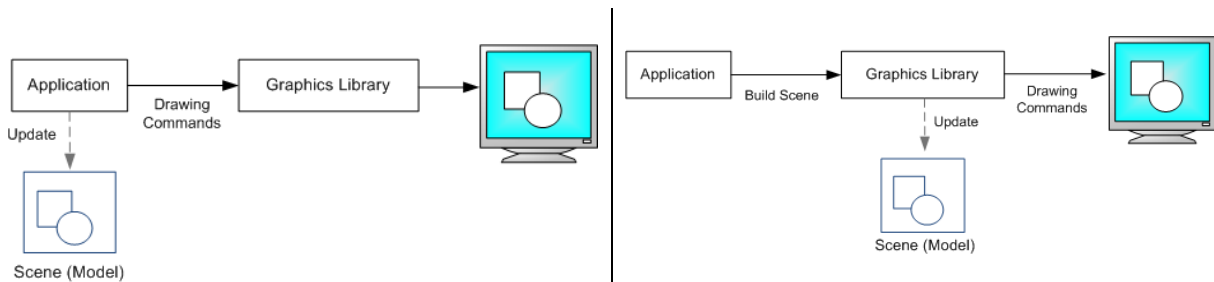 Application
Graphics Library
Drawing
Commands
Update
Scene (Model)
Application
Graphics Library
Build Scene
Drawing
Commands
Update
Scene (Model)